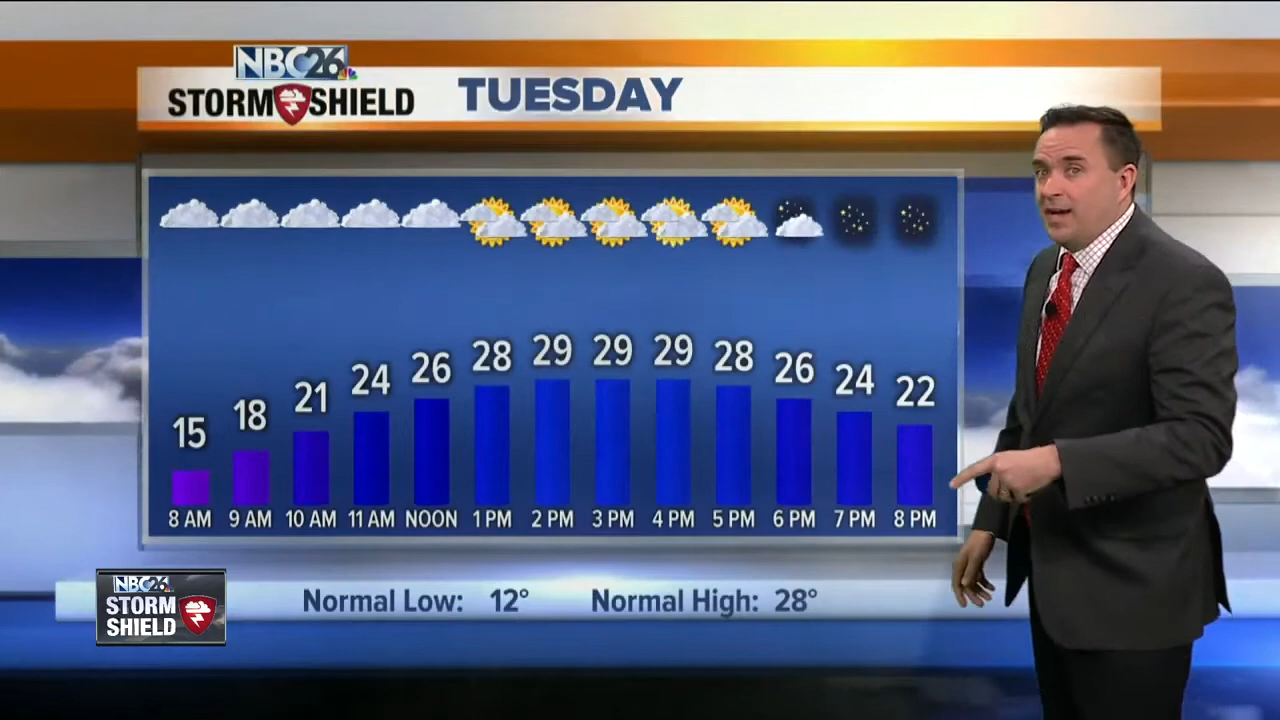 NBC26
STORM SHIELD
TUESDAY
15 18 21 24 26 28 29 29 29 28 26 24 22
8 AM 9 AM 10 AM 11 AM NOON 1 PM 2 PM 3 PM 4 PM 5 PM 6 PM 7 PM 8 PM
NBC26
STORM
SHIELD
Normal Low: 12° Normal High: 28°